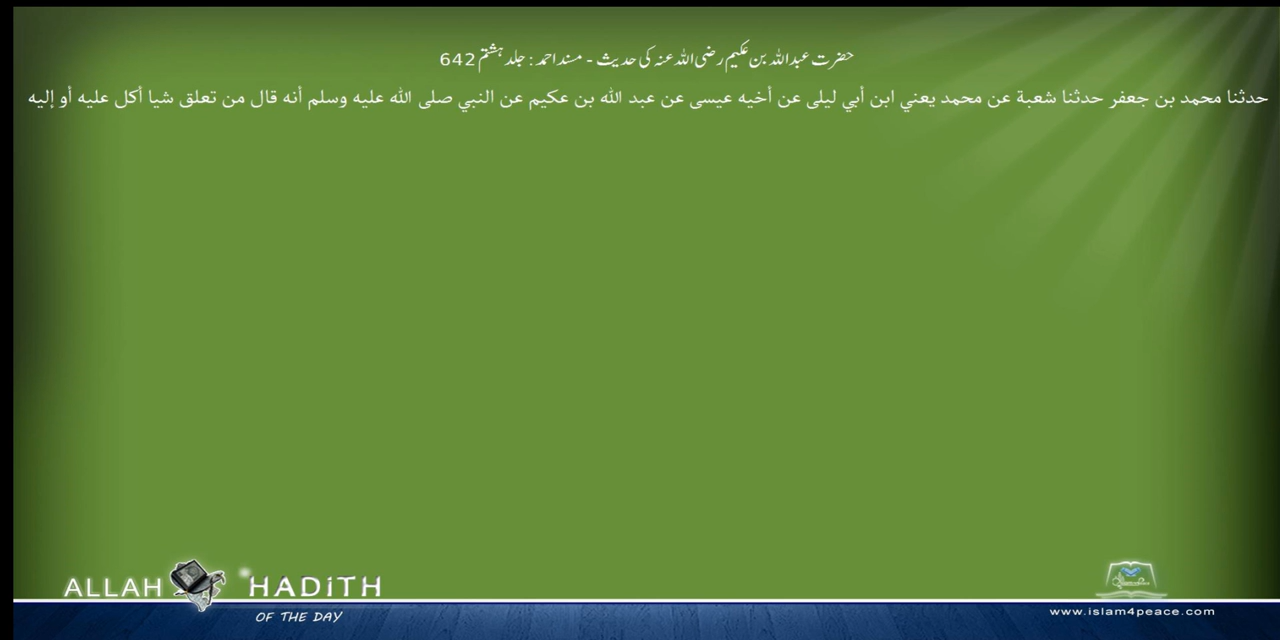 حضرت عبداللہ بن عکیم رضی اللہ عنہ کی حدیث - مسند احمد : جلد ہشتم 642
حدثنا محمد بن جعفر حدثنا شعبة عن محمد يعني ابن أبي ليلى عن أخيه عيسى عن عبد الله بن عكيم عن النبي صلى الله عليه وسلم أنه قال من تعلق شيا أكل عليه أو إليه
ALLAH HADITH
OF THE DAY
www.islam4peace.com